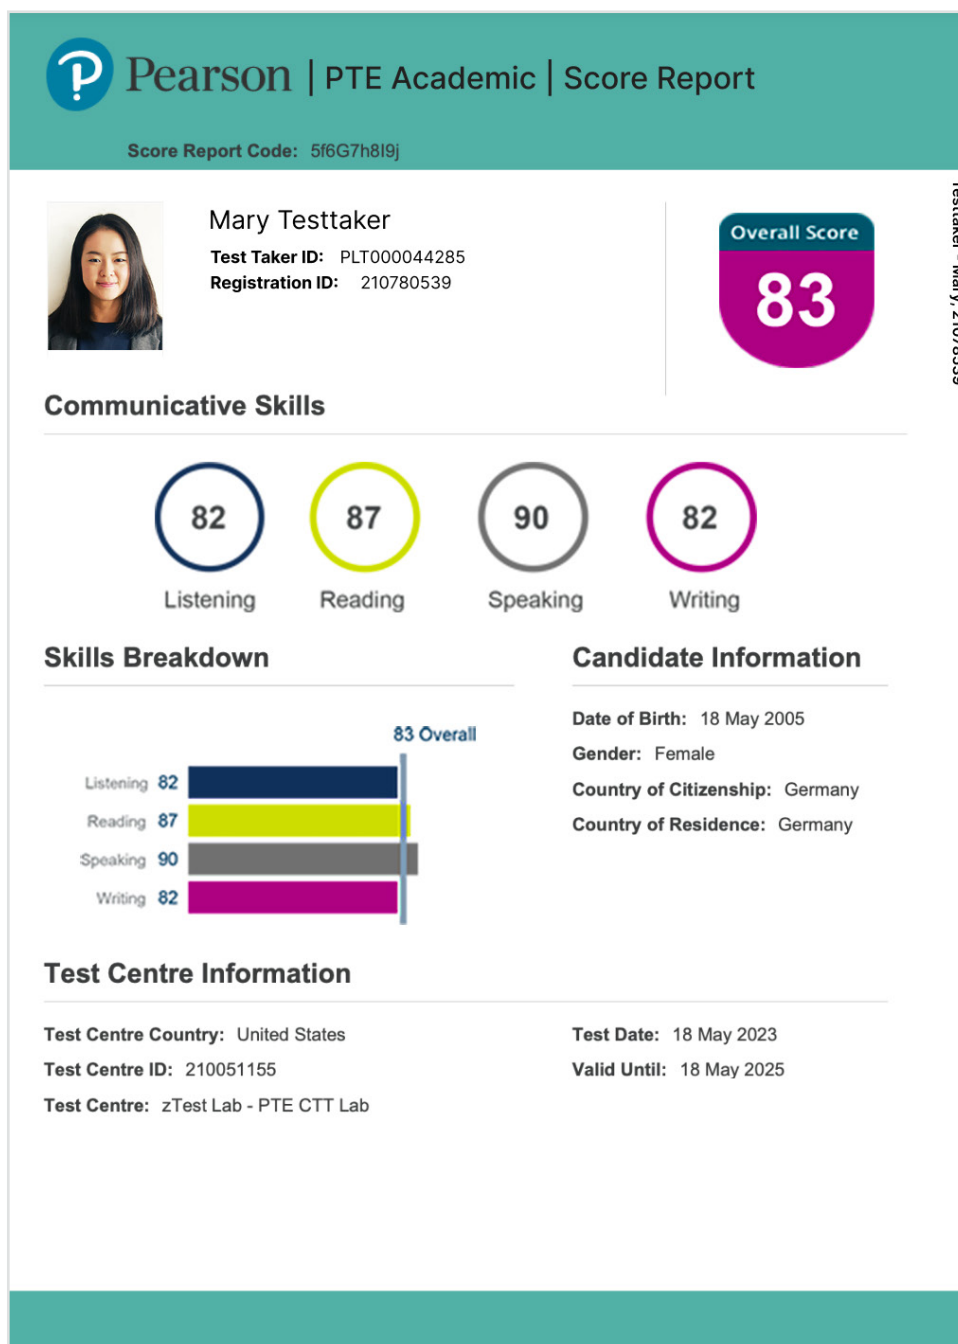 Pearson | PTE Academic | Score Report
Score Report Code: 5f6G7h8I9j
Mary Testtaker
Test Taker ID: PLT000044285
Registration ID: 210780539
Overall Score
83
Communicative Skills
82 87 90 82
Listening Reading Speaking Writing
Skills Breakdown
83 Overall
Listening 82
Reading 87
Speaking 90
Writing 82
Candidate Information
Date of Birth: 18 May 2005
Gender: Female
Country of Citizenship: Germany
Country of Residence: Germany
Test Centre Information
Test Centre Country: United States
Test Centre ID: 210051155
Test Centre: zTest Lab - PTE CTT Lab
Test Date: 18 May 2023
Valid Until: 18 May 2025